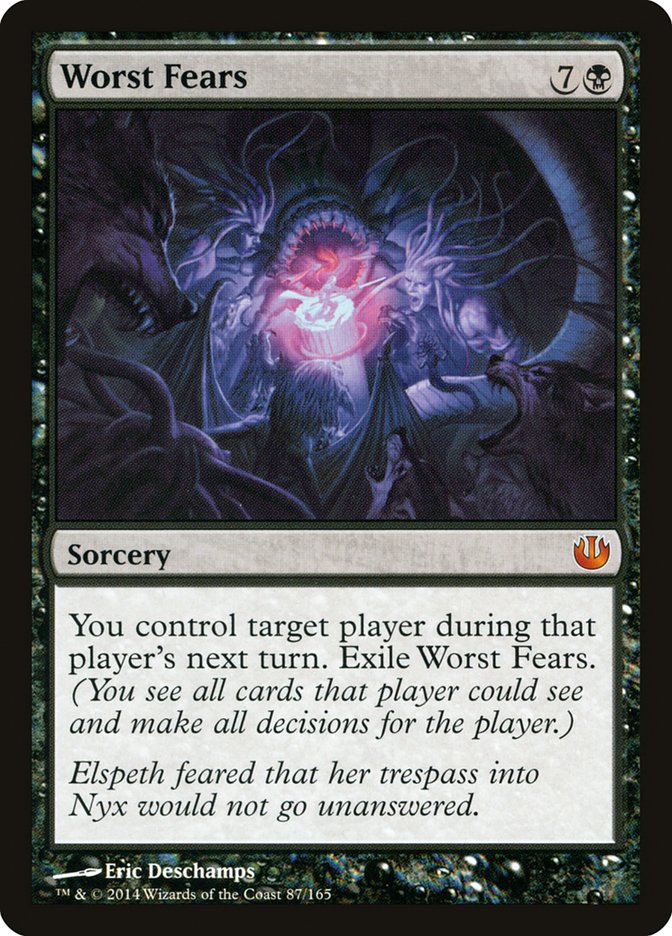 Worst Fears
7
Sorcery
You control target player during that
player's next turn. Exile Worst Fears.
(You see all cards that player could see
and make all decisions for the player.)
Elspeth feared that her trespass into
Nyx would not go unanswered.
Eric Deschamps
™ & © 2014 Wizards of the Coast 87/165